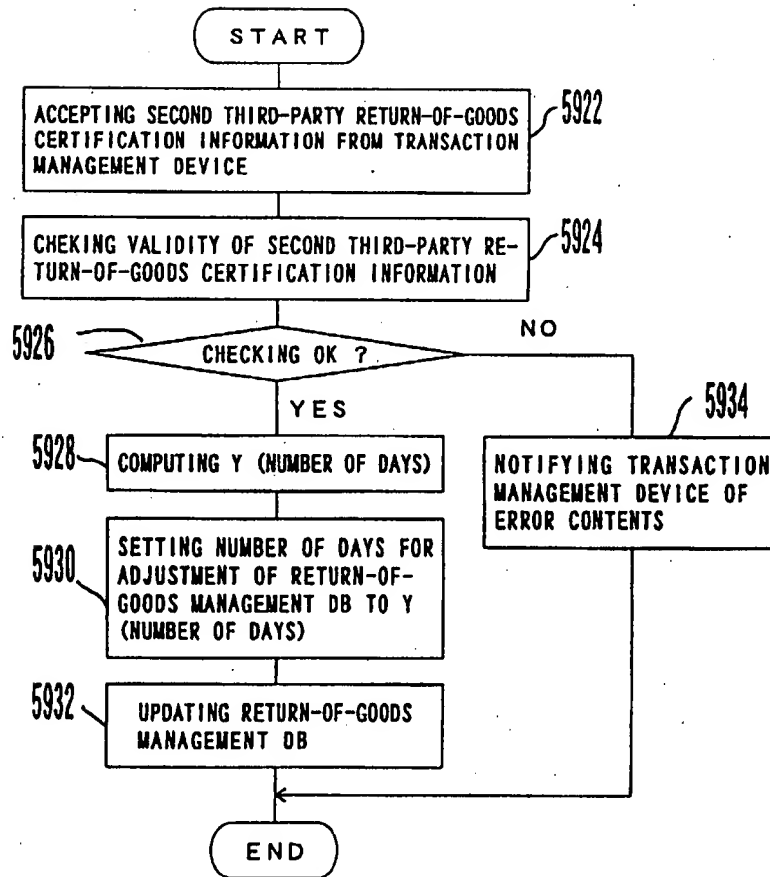 START
ACCEPTING SECOND THIRD-PARTY RETURN-OF-GOODS
CERTIFICATION INFORMATION FROM TRANSACTION
MANAGEMENT DEVICE
5922
CHEKING VALIDITY OF SECOND THIRD-PARTY RE-
TURN-OF-GOODS CERTIFICATION INFORMATION
5924
5926
CHECKING OK ?
NO
YES
5928
COMPUTING Y (NUMBER OF DAYS)
5934
NOTIFYING TRANSACTION
MANAGEMENT DEVICE OF
ERROR CONTENTS
5930
SETTING NUMBER OF DAYS FOR
ADJUSTMENT OF RETURN-OF-
GOODS MANAGEMENT DB TO Y
(NUMBER OF DAYS)
5932
UPDATING RETURN-OF-GOODS
MANAGEMENT DB
END